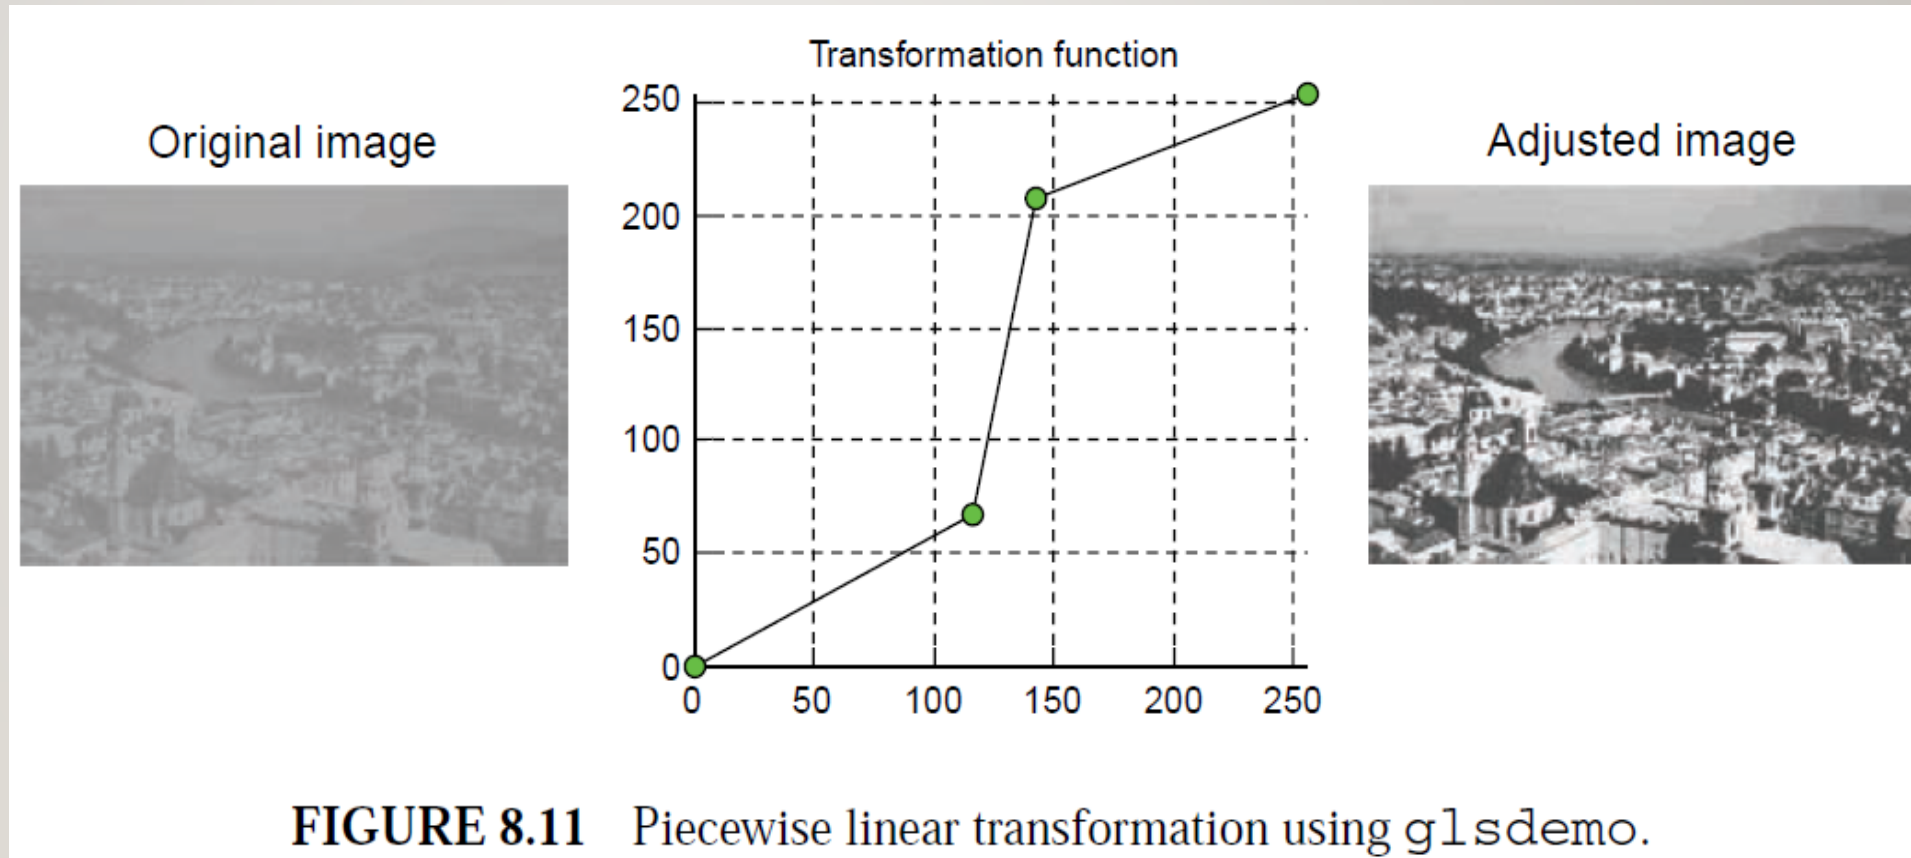 Transformation function
Original image
Adjusted image
250
200
150
100
50
0
0 50 100 150 200 250
FIGURE 8.11 Piecewise linear transformation using glsdemo.